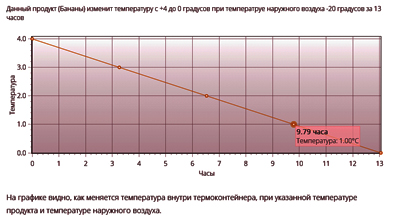 Данный продукт (Бананы) изменит температуру с +4 до 0 градусов при температруе наружного воздуха -20 градусов за 13
часов
4.0
3.0
2.0
1.0
0.0
Температура
9.79 часа
Температура: 1.00°C
0 1 2 3 4 5 6 7 8 9 10 11 12 13
Часы
На графике видно, как меняется температура внутри термоконтейнера, при указанной температуре
продукта и температуре наружного воздуха.